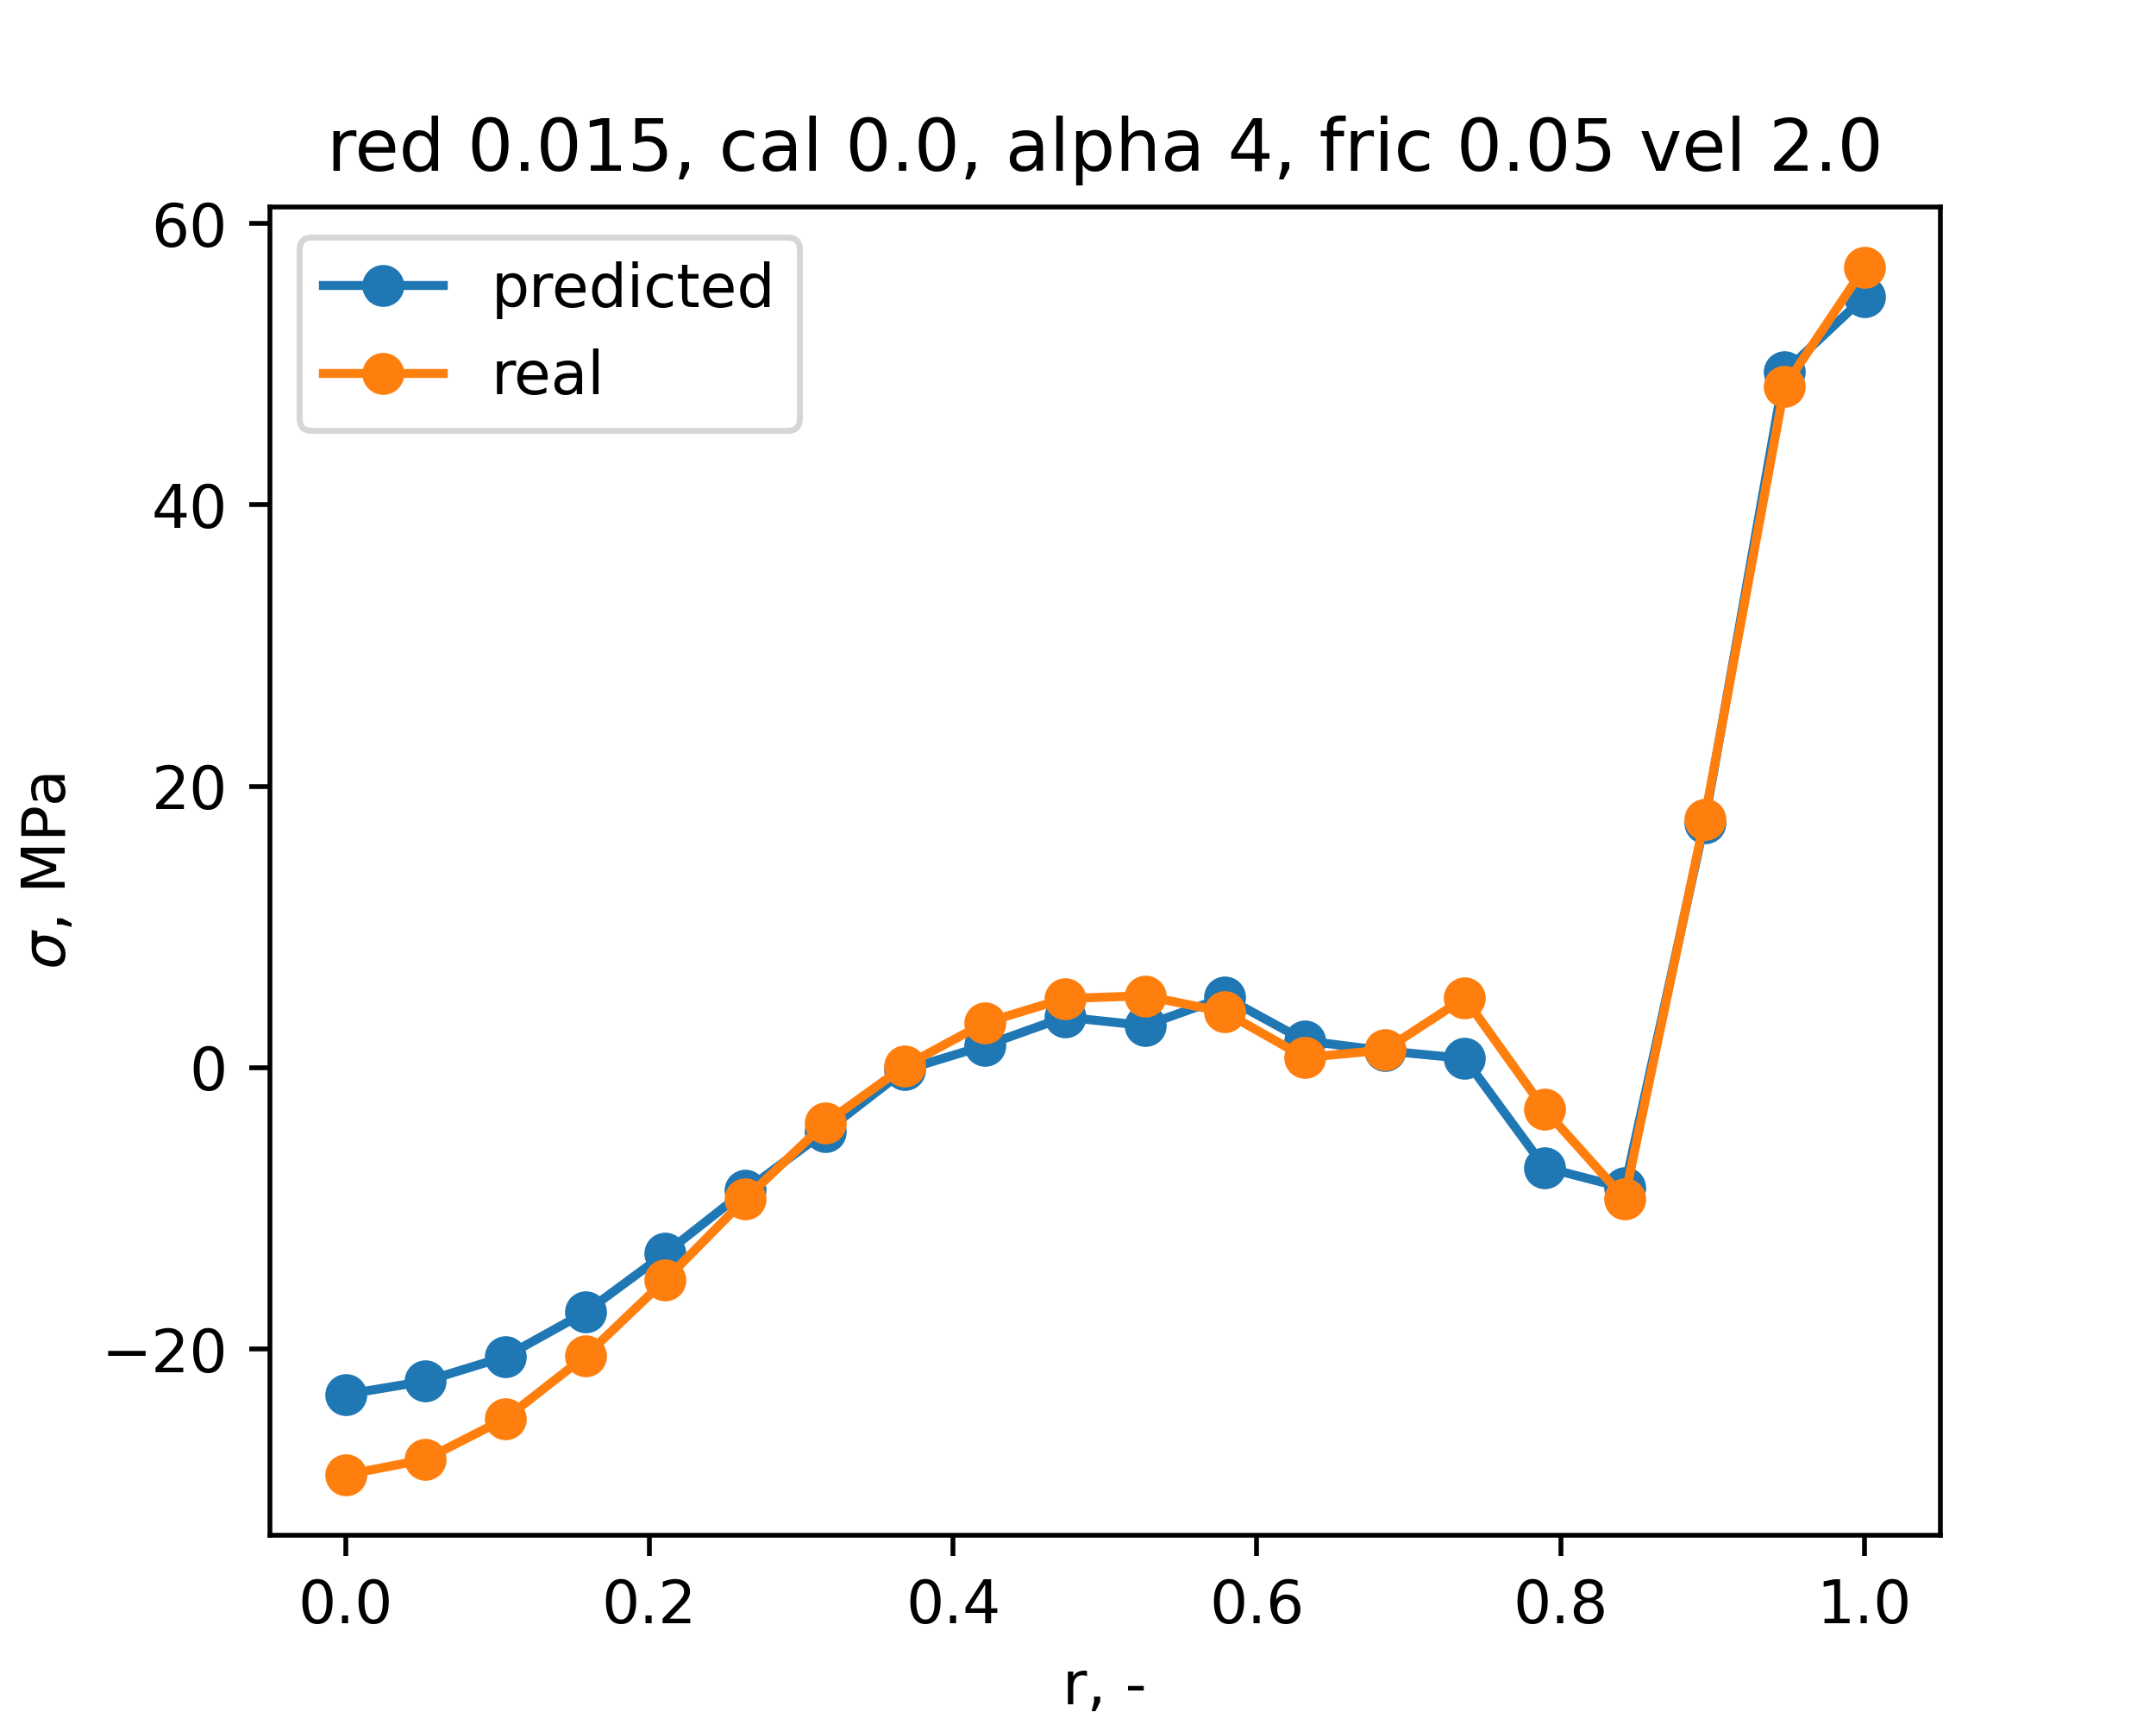 red 0.015, cal 0.0, alpha 4, fric 0.05 vel 2.0
predicted
real
60
40
20
0
−20
σ, MPa
0.0 0.2 0.4 0.6 0.8 1.0
r, -